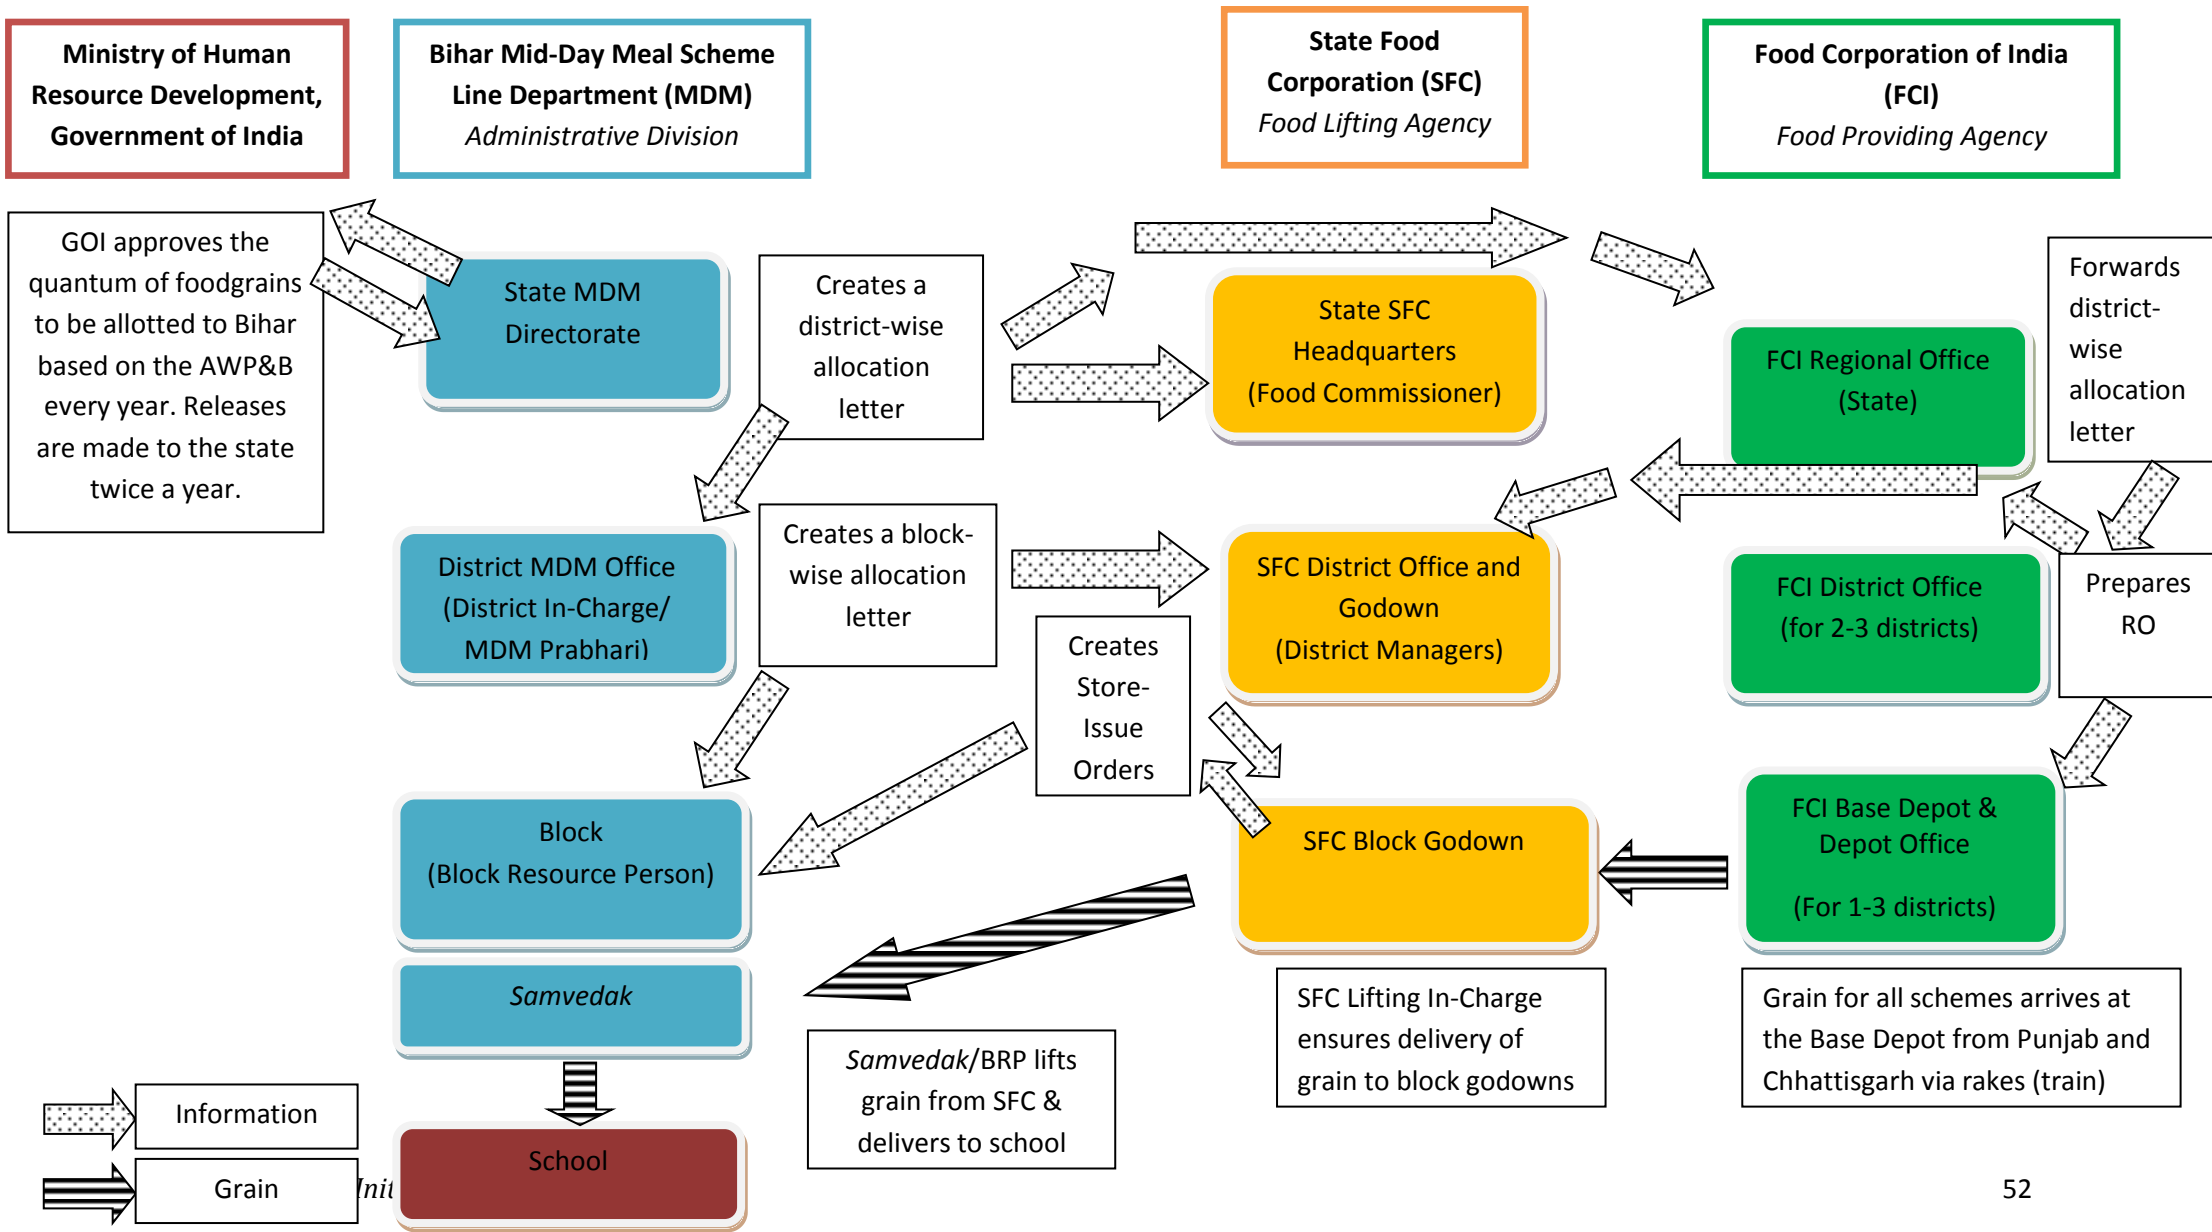 Ministry of Human
Resource Development,
Government of India
Bihar Mid-Day Meal Scheme
Line Department (MDM)
Administrative Division
State Food
Corporation (SFC)
Food Lifting Agency
Food Corporation of India
(FCI)
Food Providing Agency
GOI approves the
quantum of foodgrains
to be allotted to Bihar
based on the AWP&B
every year. Releases
are made to the state
twice a year.
State MDM
Directorate
Creates a
district-wise
allocation
letter
State SFC
Headquarters
(Food Commissioner)
FCI Regional Office
(State)
Forwards
district-
wise
allocation
letter
District MDM Office
(District In-Charge/
MDM Prabhari)
Creates a block-
wise allocation
letter
SFC District Office and
Godown
(District Managers)
FCI District Office
(for 2-3 districts)
Prepares
RO
Creates
Store-
Issue
Orders
Block
(Block Resource Person)
SFC Block Godown
FCI Base Depot &
Depot Office
(For 1-3 districts)
Samvedak
Samvedak/BRP lifts
grain from SFC &
delivers to school
SFC Lifting In-Charge
ensures delivery of
grain to block godowns
Grain for all schemes arrives at
the Base Depot from Punjab and
Chhattisgarh via rakes (train)
Information
School
Grain
52